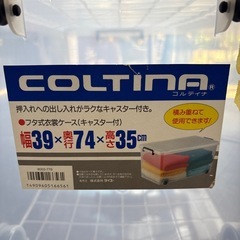 COLTINA®
コルティナ
押入れへの出し入れがラクなキャスター付き。
●フタ式衣裳ケース(キャスター付)
幅39×奥行74×高さ35cm
積み重ねて
使用できます!